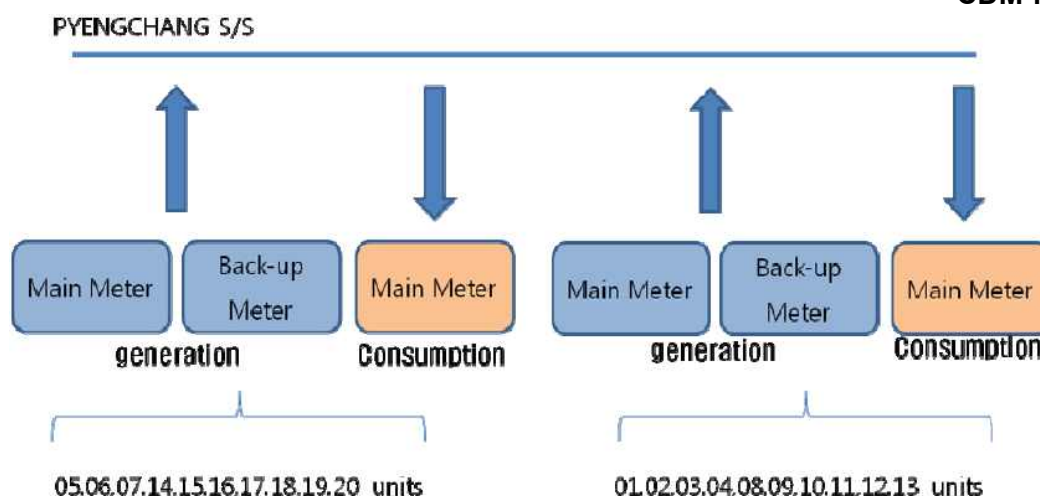 PYENGCHANG S/S
Main Meter
Back-up
Meter
Main Meter
generation
Consumption
Main Meter
Back-up
Meter
Main Meter
generation
Consumption
05.06.07.14.15.16.17.18.19.20 units
01.02.03.04.08.09.10.11.12.13 units